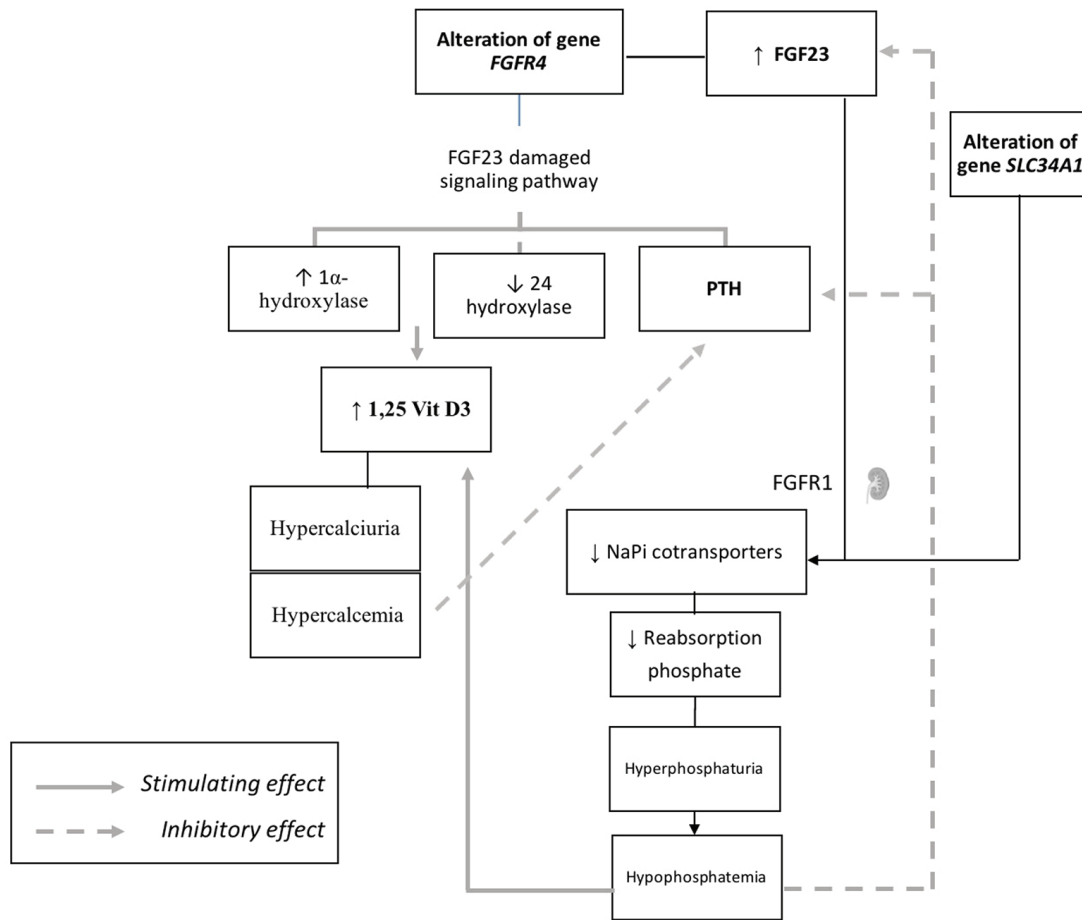 Alteration of gene
FGFR4
↑ FGF23
Alteration of
gene SLC34A1
FGF23 damaged
signaling pathway
↑ 1α-
hydroxylase
↓ 24
hydroxylase
PTH
↑ 1,25 Vit D3
FGFR1
Hypercalciuria
↓ NaPi cotransporters
Hypercalcemia
↓ Reabsorption
phosphate
Hyperphosphaturia
Stimulating effect
Inhibitory effect
Hypophosphatemia